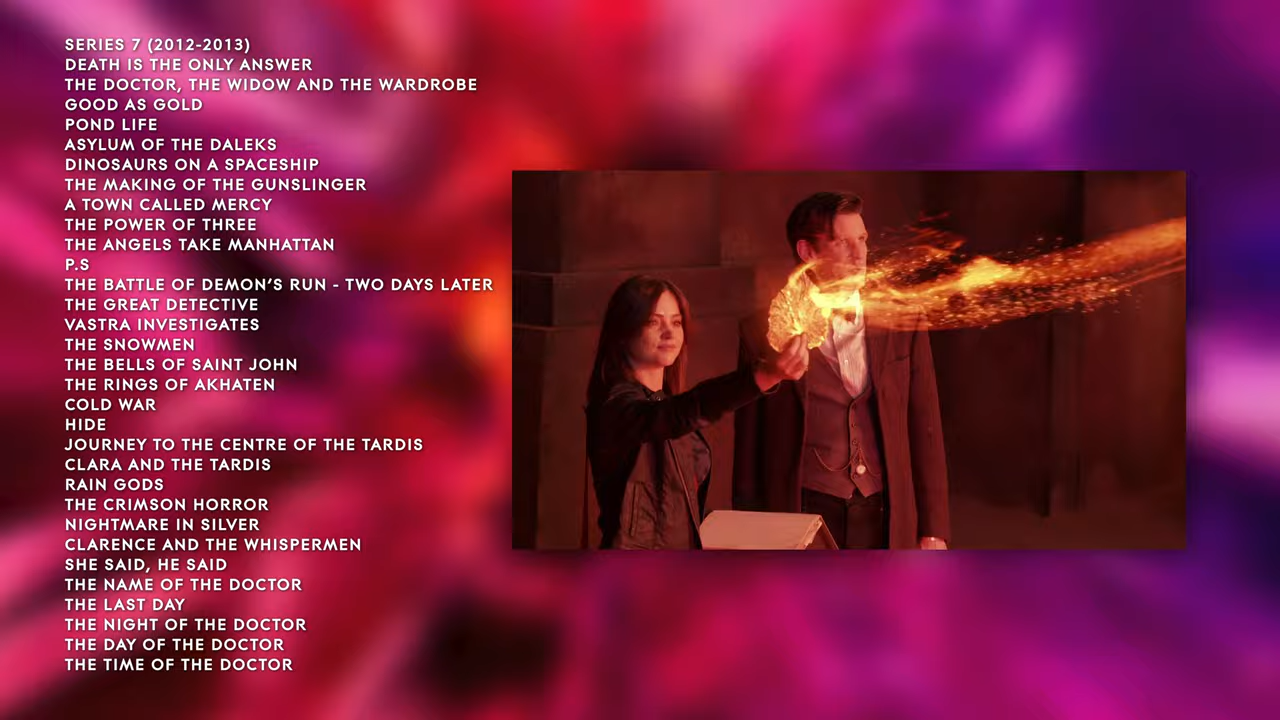 SERIES 7 (2012-2013)
DEATH IS THE ONLY ANSWER
THE DOCTOR, THE WIDOW AND THE WARDROBE
GOOD AS GOLD
POND LIFE
ASYLUM OF THE DALEKS
DINOSAURS ON A SPACESHIP
THE MAKING OF THE GUNSLINGER
A TOWN CALLED MERCY
THE POWER OF THREE
THE ANGELS TAKE MANHATTAN
P.S
THE BATTLE OF DEMON'S RUN - TWO DAYS LATER
THE GREAT DETECTIVE
VASTRA INVESTIGATES
THE SNOWMEN
THE BELLS OF SAINT JOHN
THE RINGS OF AKHATEN
COLD WAR
HIDE
JOURNEY TO THE CENTRE OF THE TARDIS
CLARA AND THE TARDIS
RAIN GODS
THE CRIMSON HORROR
NIGHTMARE IN SILVER
CLARENCE AND THE WHISPERMEN
SHE SAID, HE SAID
THE NAME OF THE DOCTOR
THE LAST DAY
THE NIGHT OF THE DOCTOR
THE DAY OF THE DOCTOR
THE TIME OF THE DOCTOR